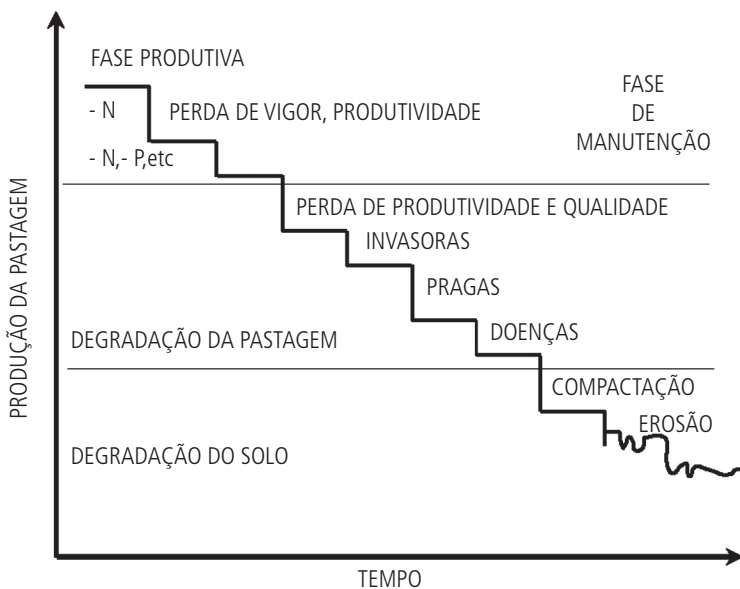 FASE PRODUTIVA
- N
PERDA DE VIGOR, PRODUTIVIDADE
FASE
DE
MANUTENÇÃO
- N,- P,etc
PERDA DE PRODUTIVIDADE E QUALIDADE
INVASORAS
PRAGAS
DOENÇAS
DEGRADAÇÃO DA PASTAGEM
COMPACTAÇÃO
EROSÃO
DEGRADAÇÃO DO SOLO
PRODUÇÃO DA PASTAGEM
TEMPO